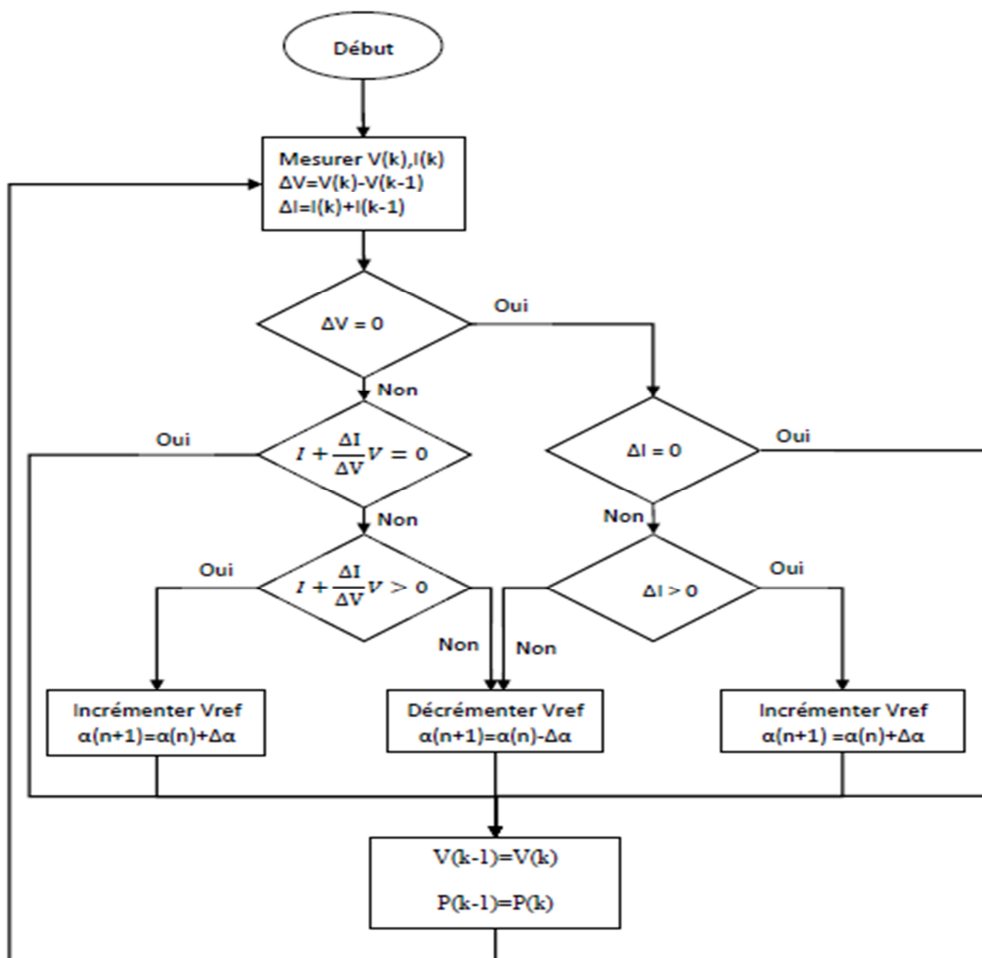 Début
Mesurer V(k),I(k)
ΔV=V(k)-V(k-1)
ΔI=I(k)+I(k-1)
ΔV = 0
Oui
Non
I + ΔI/ΔV V = 0
Oui
Non
ΔI = 0
Oui
Non
I + ΔI/ΔV V > 0
Oui
Non
ΔI > 0
Oui
Non
Incrémenter Vref
α(n+1)=α(n)+Δα
Décrémenter Vref
α(n+1)=α(n)-Δα
Incrémenter Vref
α(n+1) =α(n)+Δα
V(k-1)=V(k)
P(k-1)=P(k)